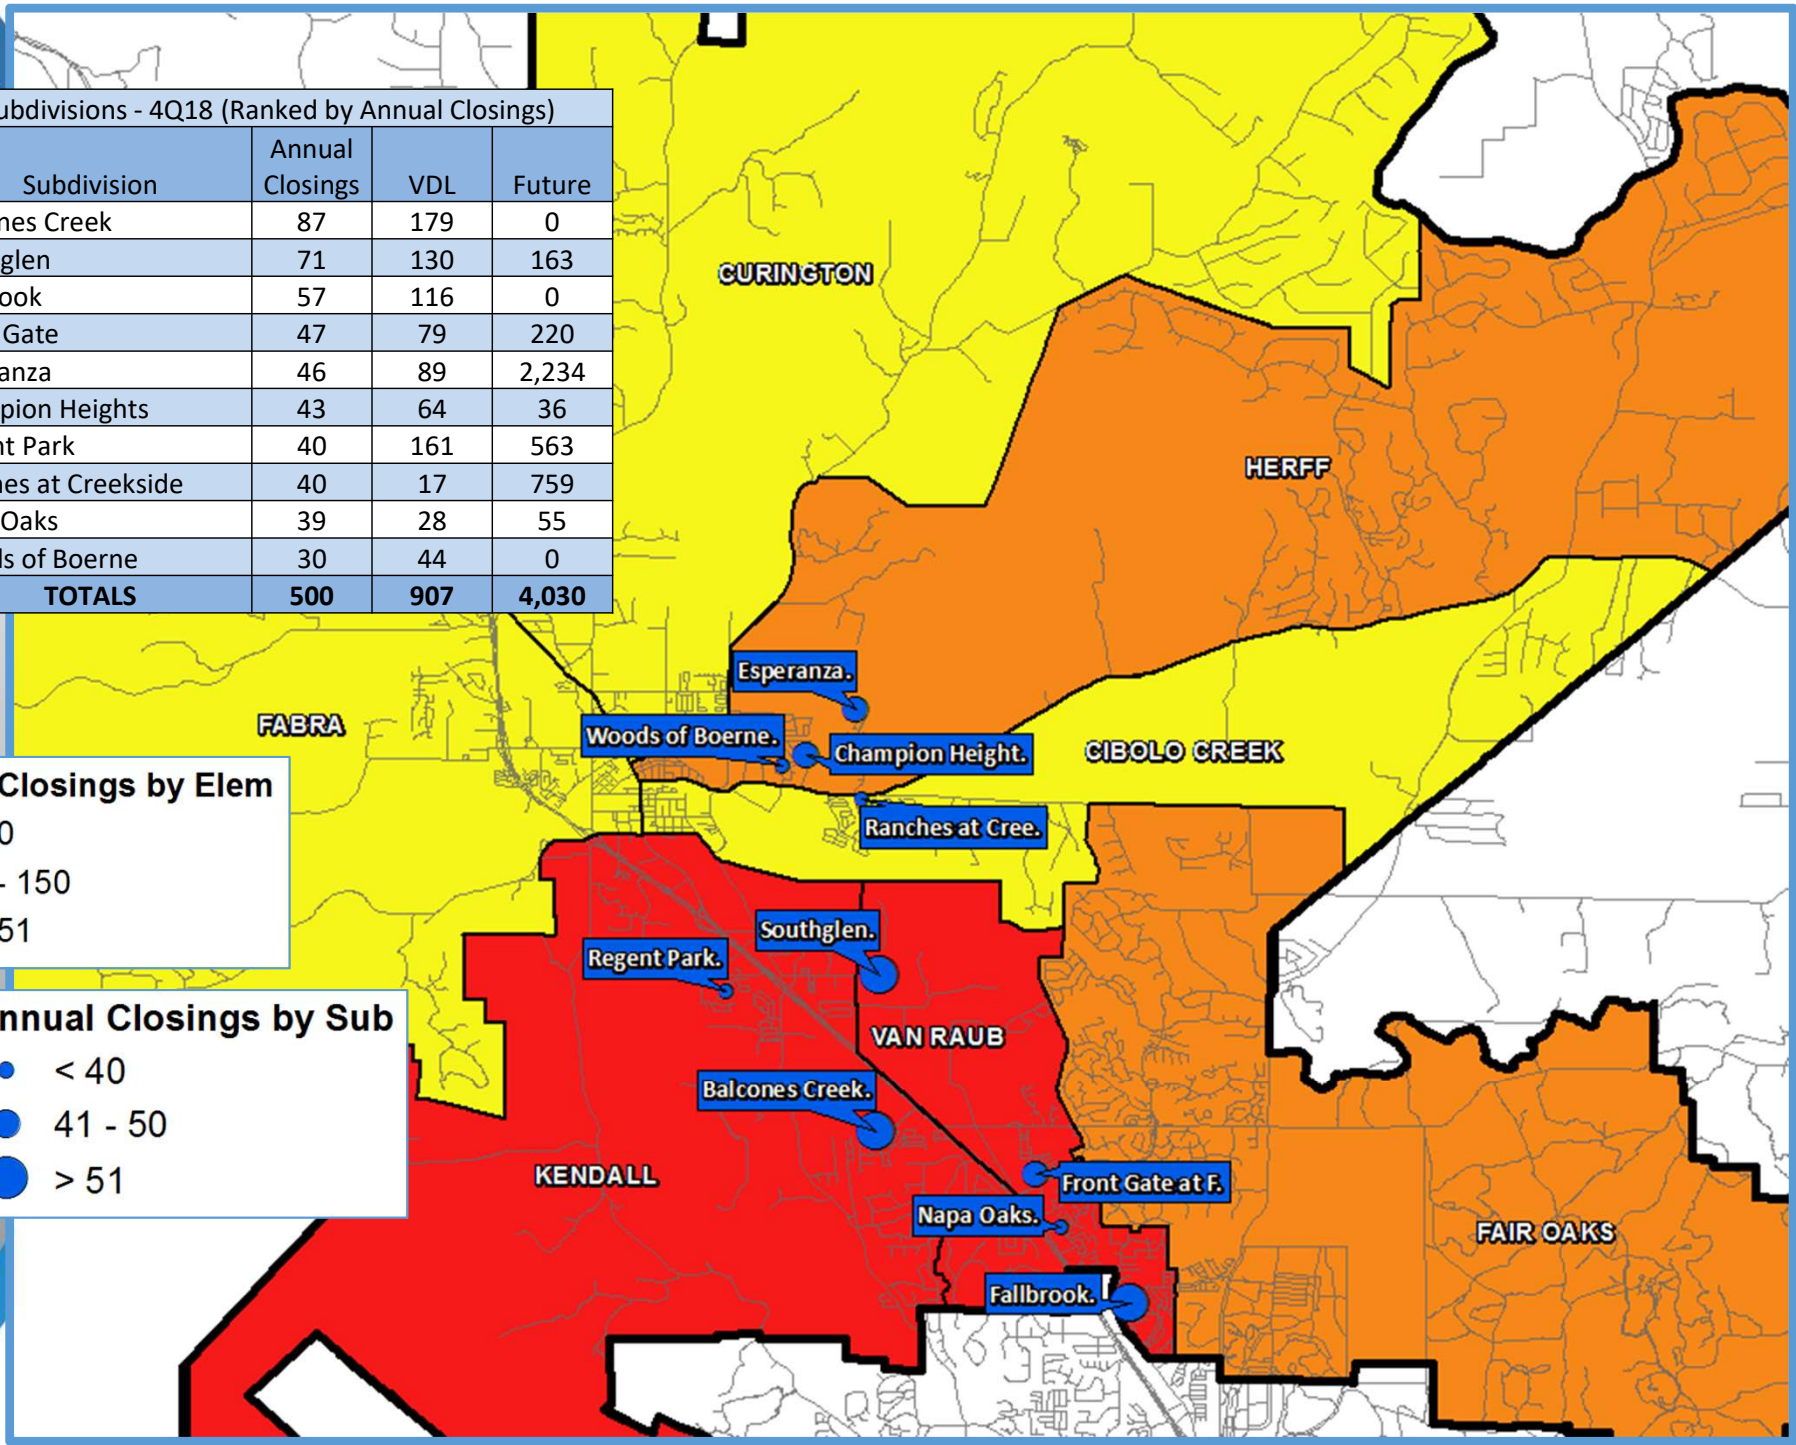 ubdivisions - 4Q18 (Ranked by Annual Closings)
Subdivision Annual Closings VDL Future
nes Creek 87 179 0
glen 71 130 163
ook 57 116 0
Gate 47 79 220
anza 46 89 2,234
pion Heights 43 64 36
nt Park 40 161 563
nes at Creekside 40 17 759
Oaks 39 28 55
ls of Boerne 30 44 0
TOTALS 500 907 4,030
CURINGTON
HERFF
Esperanza.
FABRA
Woods of Boerne.
Champion Height.
CIBOLO CREEK
Ranches at Cree.
Closings by Elem
0
- 150
51
Southglen.
Regent Park.
VAN RAUB
nnual Closings by Sub
< 40
41 - 50
> 51
Balcones Creek.
KENDALL
Front Gate at F.
Napa Oaks.
FAIR OAKS
Fallbrook.